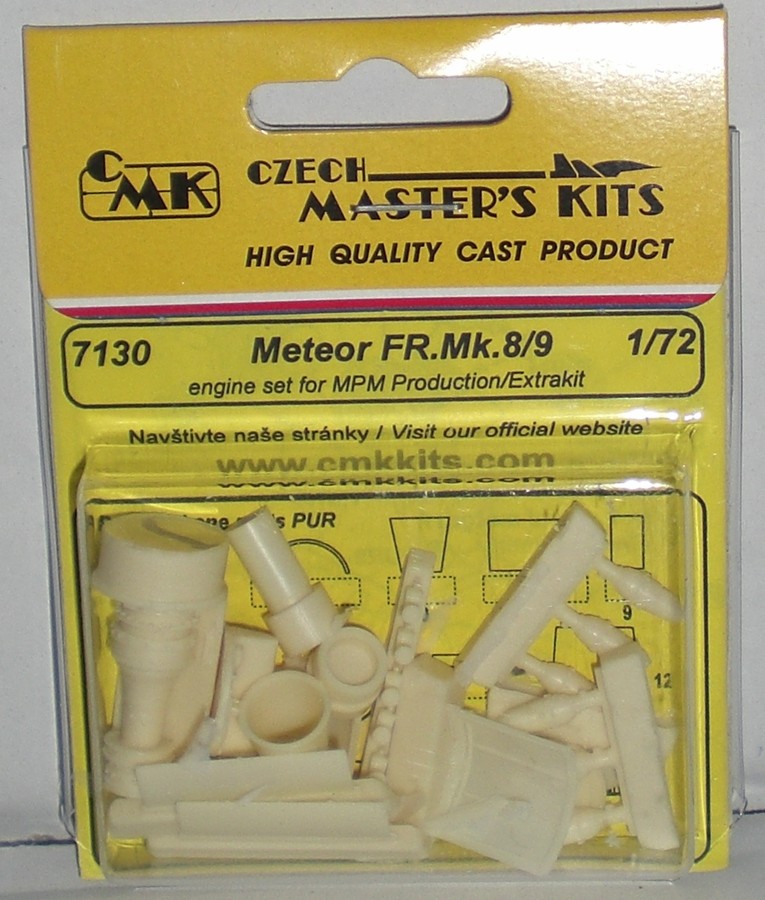 CMK
CZECH
MASTER'S KITS
HIGH QUALITY CAST PRODUCT
7130 Meteor FR.Mk.8/9 1/72
engine set for MPM Production/Extrakit
Navštivte naše stránky / Visit our official website
www.cmkkits.com
PUR
9
12